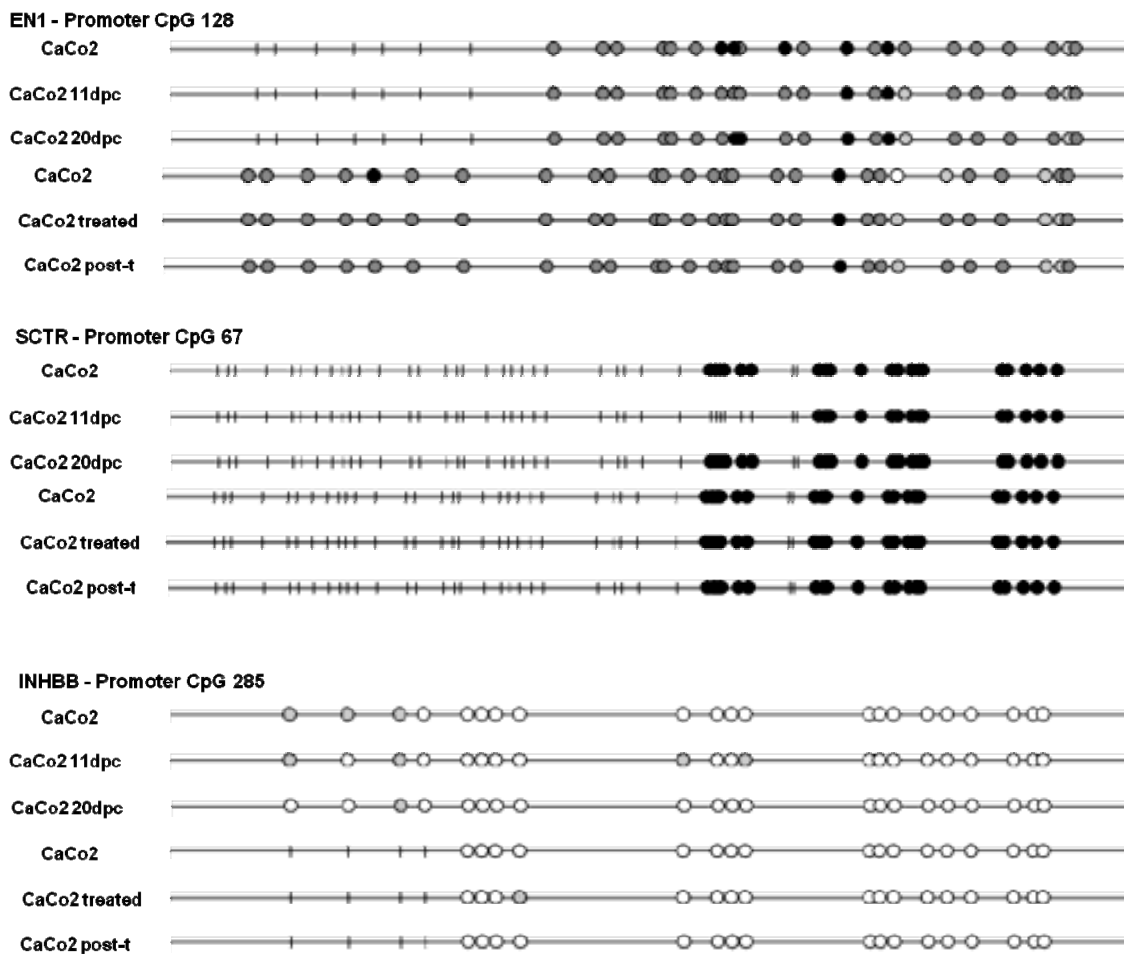 EN1 - Promoter CpG 128
CaCo2
CaCo2 11dpc
CaCo2 20dpc
CaCo2
CaCo2 treated
CaCo2 post-t
SCTR - Promoter CpG 67
CaCo2
CaCo2 11dpc
CaCo2 20dpc
CaCo2
CaCo2 treated
CaCo2 post-t
INHBB - Promoter CpG 285
CaCo2
CaCo2 11dpc
CaCo2 20dpc
CaCo2
CaCo2 treated
CaCo2 post-t